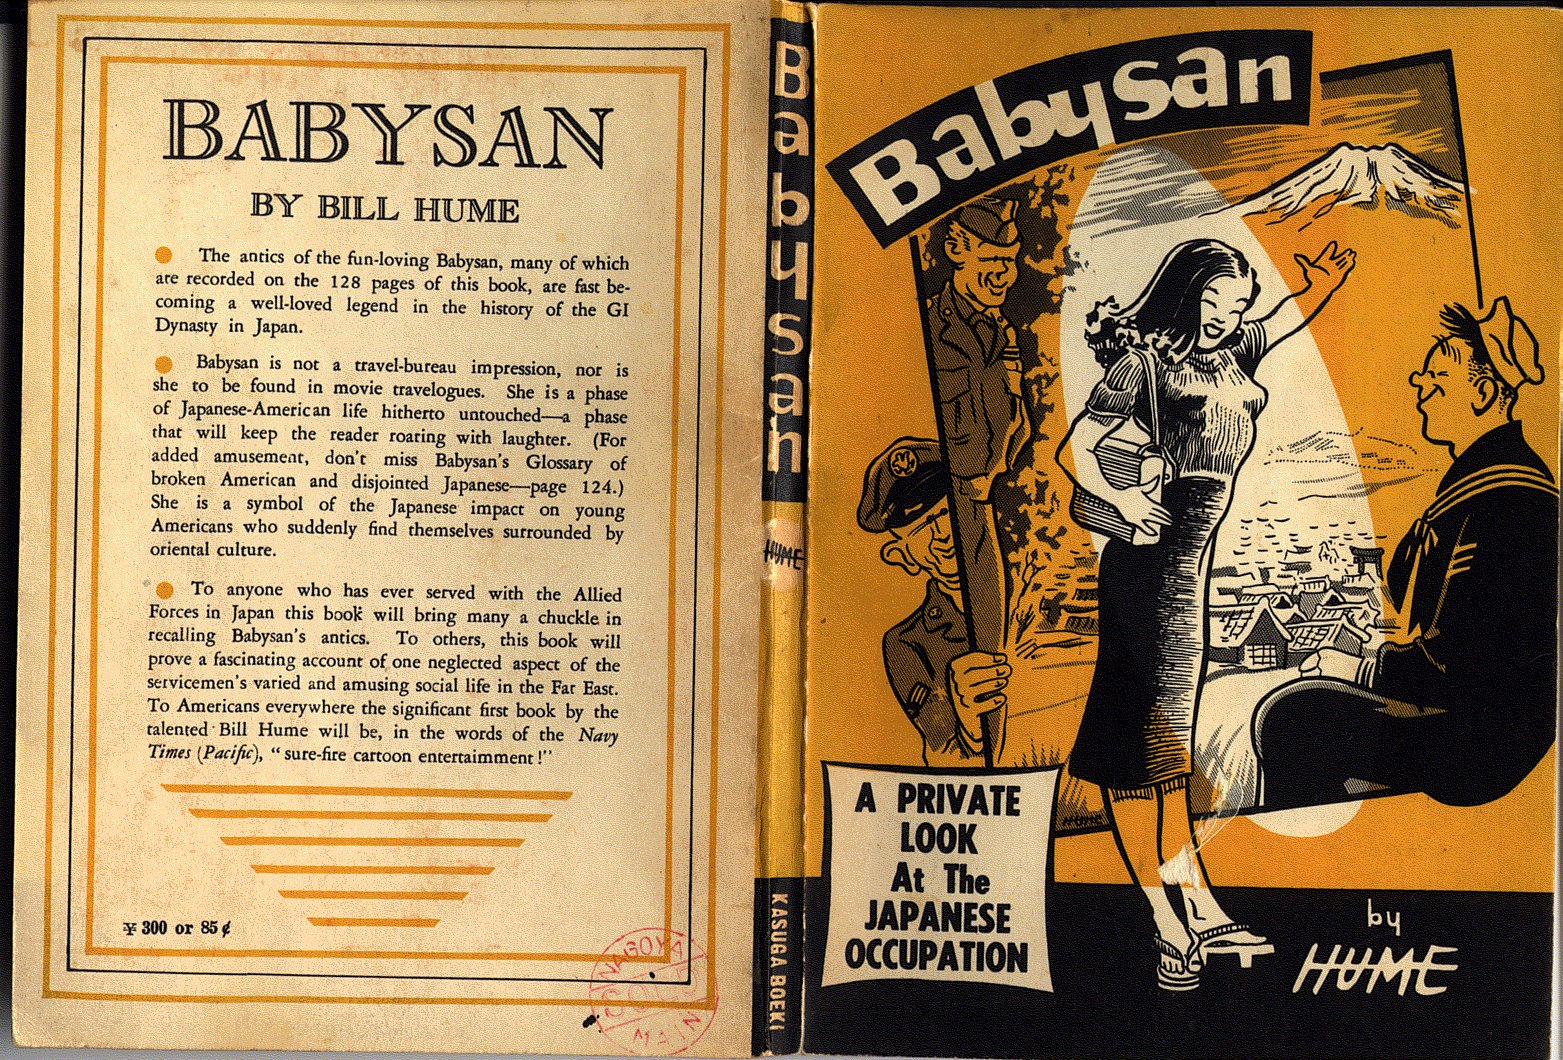 BABYSAN
BY BILL HUME
The antics of the fun-loving Babysan, many of which
are recorded on the 128 pages of this book, are fast be-
coming a well-loved legend in the history of the GI
Dynasty in Japan.
Babysan is not a travel-bureau impression, nor is
she to be found in movie travelogues. She is a phase
of Japanese-American life hitherto untouched—a phase
that will keep the reader roaring with laughter. (For
added amusement, don't miss Babysan's Glossary of
broken American and disjointed Japanese—page 124.)
She is a symbol of the Japanese impact on young
Americans who suddenly find themselves surrounded by
oriental culture.
To anyone who has ever served with the Allied
Forces in Japan this book will bring many a chuckle in
recalling Babysan's antics. To others, this book will
prove a fascinating account of one neglected aspect of the
servicemen's varied and amusing social life in the Far East.
To Americans everywhere the significant first book by the
talented Bill Hume will be, in the words of the Navy
Times (Pacific), "sure-fire cartoon entertaimment!"
¥ 300 or 85 ¢
NAGOYA
SOLD
MAIN
Babysan
HUME
KASUGA BOEKI
Babysan
HUME
A PRIVATE
LOOK
At The
JAPANESE
OCCUPATION
by
HUME